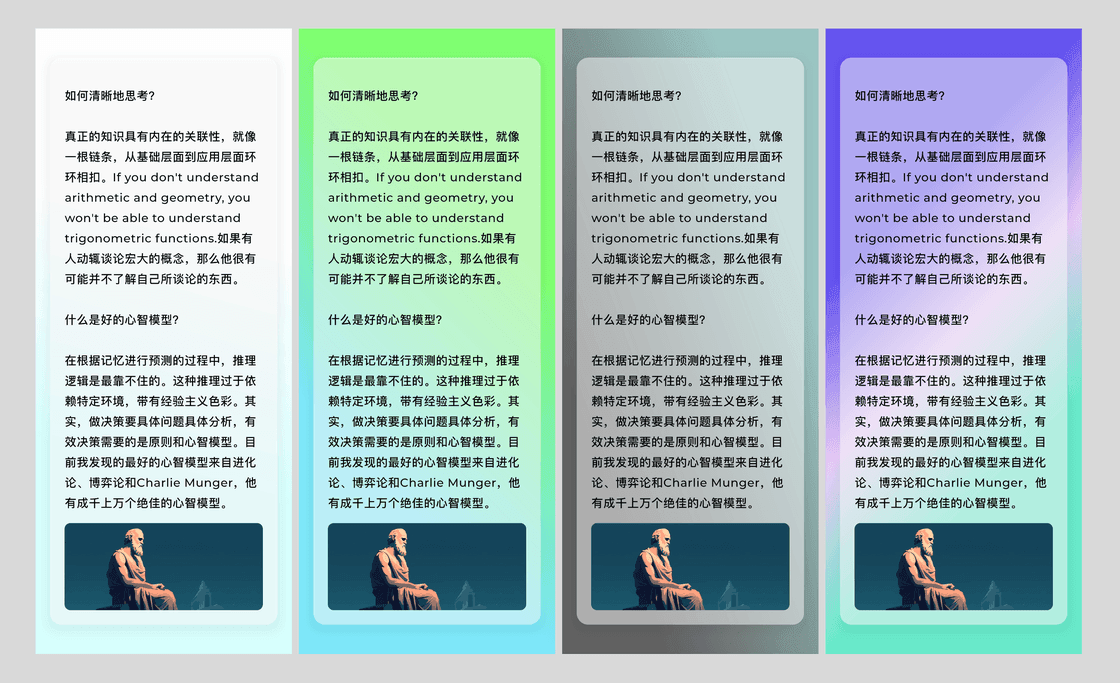 如何清晰地思考?
真正的知识具有内在的关联性，就像
一根链条，从基础层面到应用层面环
环相扣。If you don't understand
arithmetic and geometry, you
won't be able to understand
trigonometric functions.如果有
人动辄谈论宏大的概念，那么他很有
可能并不了解自己所谈论的东西。
什么是好的心智模型?
在根据记忆进行预测的过程中，推理
逻辑是最靠不住的。这种推理过于依
赖特定环境，带有经验主义色彩。其
实，做决策要具体问题具体分析，有
效决策需要的是原则和心智模型。目
前我发现的最好的心智模型来自进化
论、博弈论和Charlie Munger，他
有成千上万个绝佳的心智模型。
如何清晰地思考?
真正的知识具有内在的关联性，就像
一根链条，从基础层面到应用层面环
环相扣。If you don't understand
arithmetic and geometry, you
won't be able to understand
trigonometric functions.如果有
人动辄谈论宏大的概念，那么他很有
可能并不了解自己所谈论的东西。
什么是好的心智模型?
在根据记忆进行预测的过程中，推理
逻辑是最靠不住的。这种推理过于依
赖特定环境，带有经验主义色彩。其
实，做决策要具体问题具体分析，有
效决策需要的是原则和心智模型。目
前我发现的最好的心智模型来自进化
论、博弈论和Charlie Munger，他
有成千上万个绝佳的心智模型。
如何清晰地思考?
真正的知识具有内在的关联性，就像
一根链条，从基础层面到应用层面环
环相扣。If you don't understand
arithmetic and geometry, you
won't be able to understand
trigonometric functions.如果有
人动辄谈论宏大的概念，那么他很有
可能并不了解自己所谈论的东西。
什么是好的心智模型?
在根据记忆进行预测的过程中，推理
逻辑是最靠不住的。这种推理过于依
赖特定环境，带有经验主义色彩。其
实，做决策要具体问题具体分析，有
效决策需要的是原则和心智模型。目
前我发现的最好的心智模型来自进化
论、博弈论和Charlie Munger，他
有成千上万个绝佳的心智模型。
如何清晰地思考?
真正的知识具有内在的关联性，就像
一根链条，从基础层面到应用层面环
环相扣。If you don't understand
arithmetic and geometry, you
won't be able to understand
trigonometric functions.如果有
人动辄谈论宏大的概念，那么他很有
可能并不了解自己所谈论的东西。
什么是好的心智模型?
在根据记忆进行预测的过程中，推理
逻辑是最靠不住的。这种推理过于依
赖特定环境，带有经验主义色彩。其
实，做决策要具体问题具体分析，有
效决策需要的是原则和心智模型。目
前我发现的最好的心智模型来自进化
论、博弈论和Charlie Munger，他
有成千上万个绝佳的心智模型。